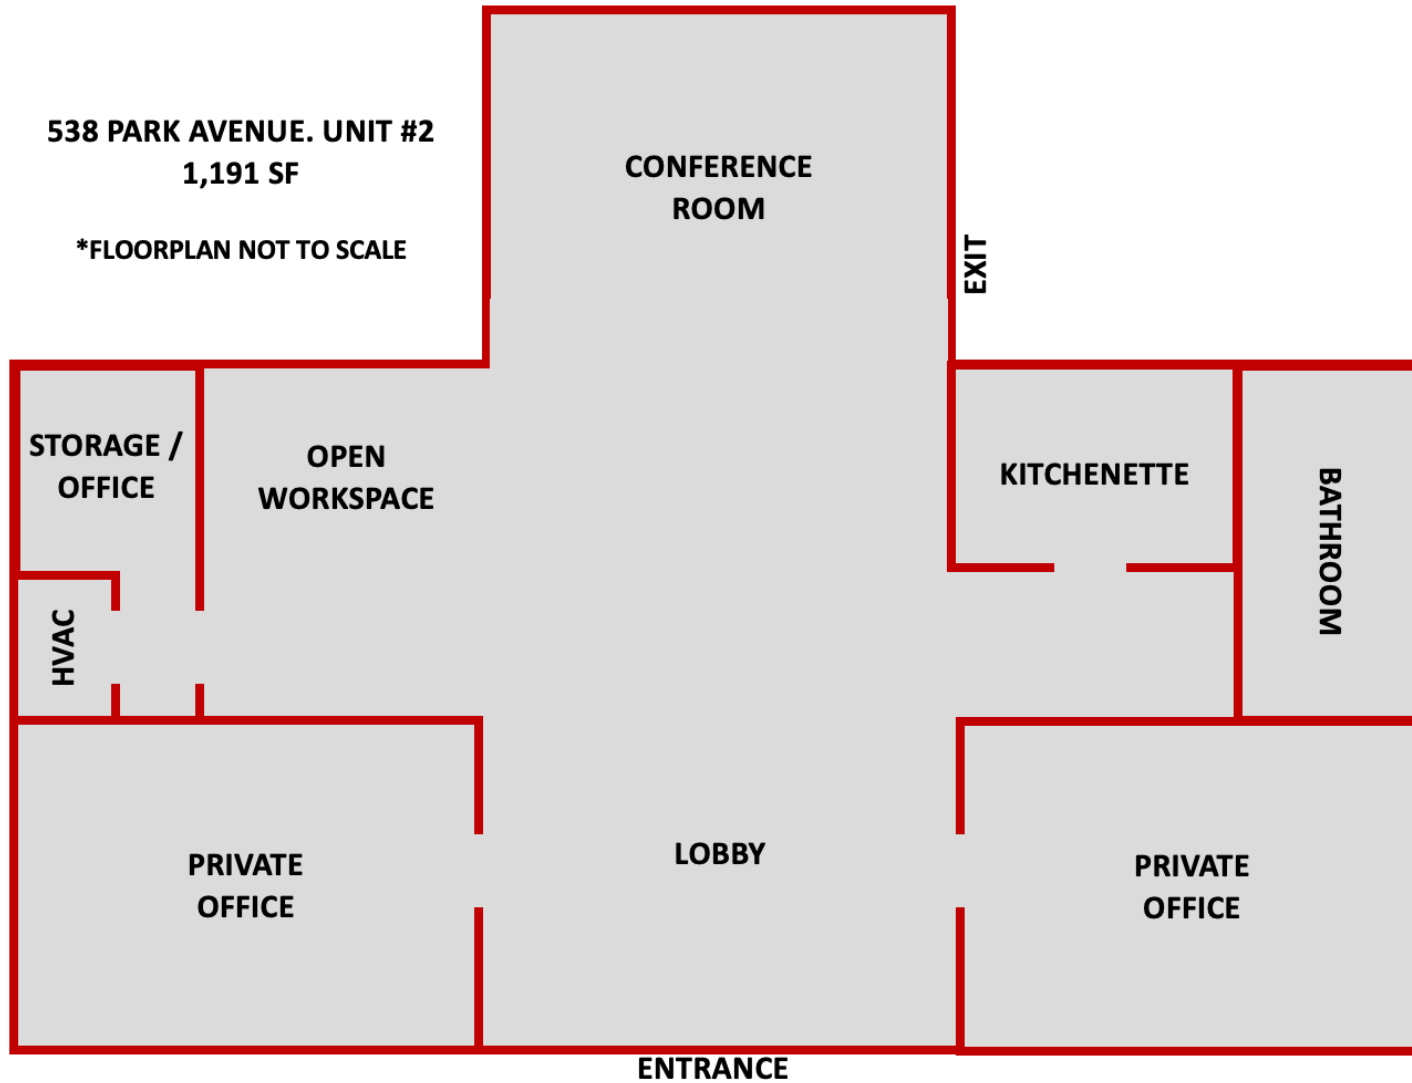 538 PARK AVENUE. UNIT #2
1,191 SF
*FLOORPLAN NOT TO SCALE
CONFERENCE
ROOM
EXIT
STORAGE /
OFFICE
OPEN
WORKSPACE
KITCHENETTE
BATHROOM
HVAC
PRIVATE
OFFICE
LOBBY
PRIVATE
OFFICE
ENTRANCE